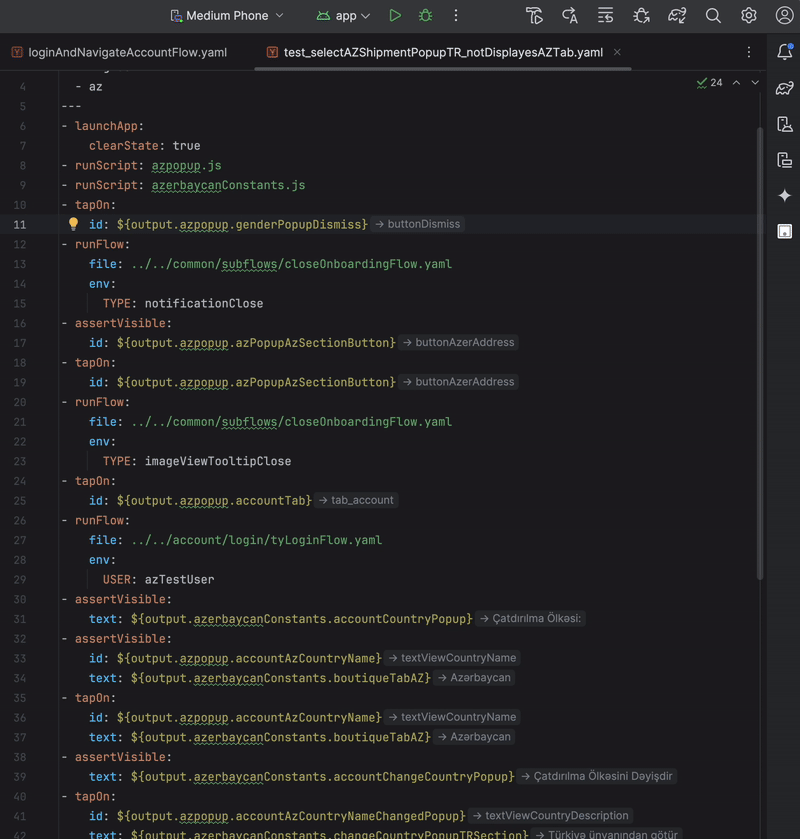 Medium Phone
app
loginAndNavigateAccountFlow.yaml
test_selectAZShipmentPopupTR_notDisplayesAZTab.yaml
24
4 - az
5 ---
6 - launchApp:
7 clearState: true
8 - runScript: azpopup.js
9 - runScript: azerbaycanConstants.js
10 - tapOn:
11 id: ${output.azpopup.genderPopupDismiss} → buttonDismiss
12 - runFlow:
13 file: ../../common/subflows/closeOnboardingFlow.yaml
14 env:
15 TYPE: notificationClose
16 - assertVisible:
17 id: ${output.azpopup.azPopupAzSectionButton} → buttonAzerAddress
18 - tapOn:
19 id: ${output.azpopup.azPopupAzSectionButton} → buttonAzerAddress
20 - runFlow:
21 file: ../../common/subflows/closeOnboardingFlow.yaml
22 env:
23 TYPE: imageViewTooltipClose
24 - tapOn:
25 id: ${output.azpopup.accountTab} → tab_account
26 - runFlow:
27 file: ../../account/login/tyLoginFlow.yaml
28 env:
29 USER: azTestUser
30 - assertVisible:
31 text: ${output.azerbaycanConstants.accountCountryPopup} → Çatdırılma Ölkəsi:
32 - assertVisible:
33 id: ${output.azpopup.accountAzCountryName} → textViewCountryName
34 text: ${output.azerbaycanConstants.boutiqueTabAZ} → Azərbaycan
35 - tapOn:
36 id: ${output.azpopup.accountAzCountryName} → textViewCountryName
37 text: ${output.azerbaycanConstants.boutiqueTabAZ} → Azərbaycan
38 - assertVisible:
39 text: ${output.azerbaycanConstants.accountChangeCountryPopup} → Çatdırılma Ölkəsini Dəyişdir
40 - tapOn:
41 id: ${output.azpopup.accountAzCountryNameChangedPopup} → textViewCountryDescription
42 text: ${output.azerbaycanConstants.changeCountryPopupTRSection} → Türkiyə ünvanından götür